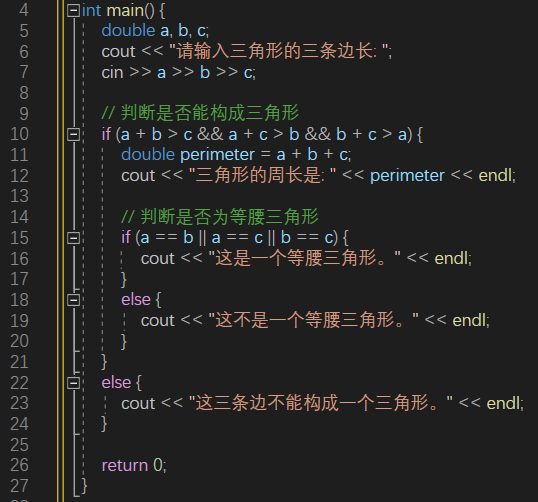 4 int main() {
5 double a, b, c;
6 cout << "请输入三角形的三条边长: ";
7 cin >> a >> b >> c;
8
9 // 判断是否能构成三角形
10 if (a + b > c && a + c > b && b + c > a) {
11 double perimeter = a + b + c;
12 cout << "三角形的周长是: " << perimeter << endl;
13
14 // 判断是否为等腰三角形
15 if (a == b || a == c || b == c) {
16 cout << "这是一个等腰三角形。" << endl;
17 }
18 else {
19 cout << "这不是一个等腰三角形。" << endl;
20 }
21 }
22 else {
23 cout << "这三条边不能构成一个三角形。" << endl;
24 }
25
26 return 0;
27 }